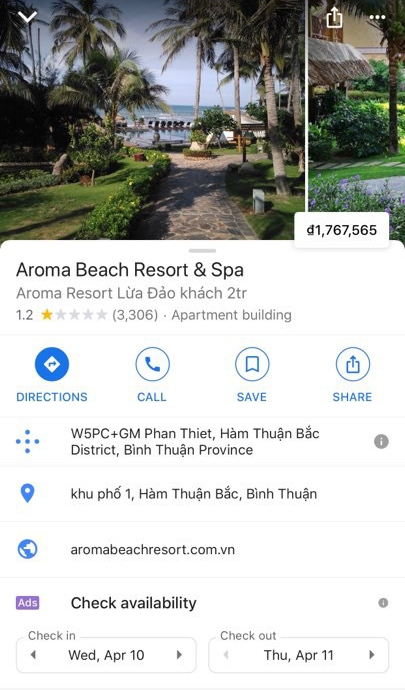 ₫1,767,565
Aroma Beach Resort & Spa
Aroma Resort Lừa Đảo khách 2tr
1.2 (3,306) · Apartment building
DIRECTIONS CALL SAVE SHARE
W5PC+GM Phan Thiet, Hàm Thuận Bắc
District, Bình Thuận Province
khu phố 1, Hàm Thuận Bắc, Bình Thuận
aromabeachresort.com.vn
Ads Check availability
Check in Check out
Wed, Apr 10 Thu, Apr 11